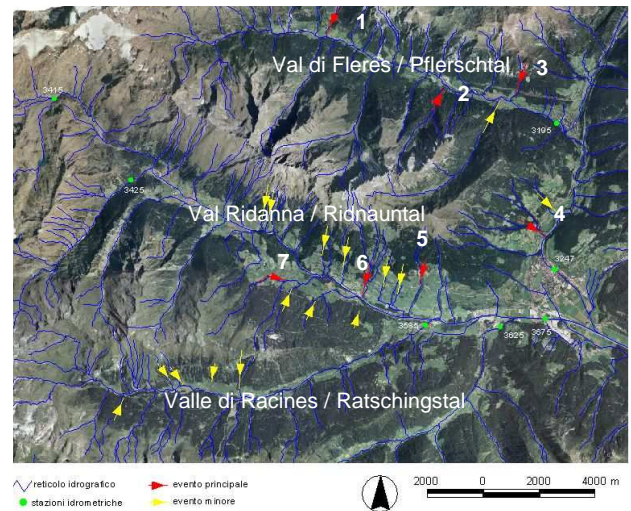 1
Val di Fleres / Pflerschtal
3
2
3415
3195
3425
Val Ridanna / Ridnauntal
4
5
6
7
3247
3595
3625
3675
Valle di Racines / Ratschingstal
reticolo idrografico
evento principale
stazioni idrometriche
evento minore
2000 0 2000 4000 m